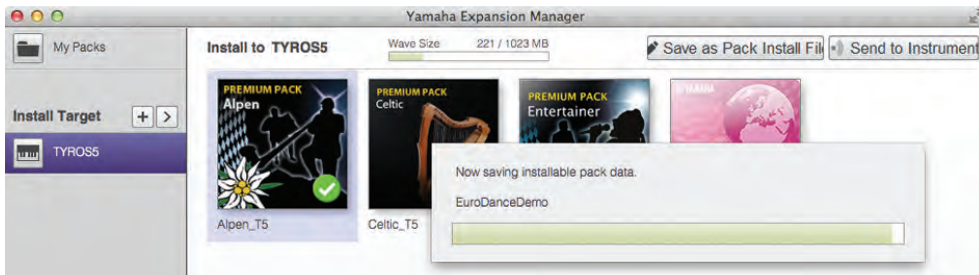 Yamaha Expansion Manager
My Packs
Install to TYROS5
Wave Size 221 / 1023 MB
Save as Pack Install Fil
Send to Instrument
PREMIUM PACK
Alpen
PREMIUM PACK
Celtic
PREMIUM PACK
Entertainer
YAMAHA
Install Target
TYROS5
Now saving installable pack data.
EuroDanceDemo
Alpen_T5
Celtic_T5